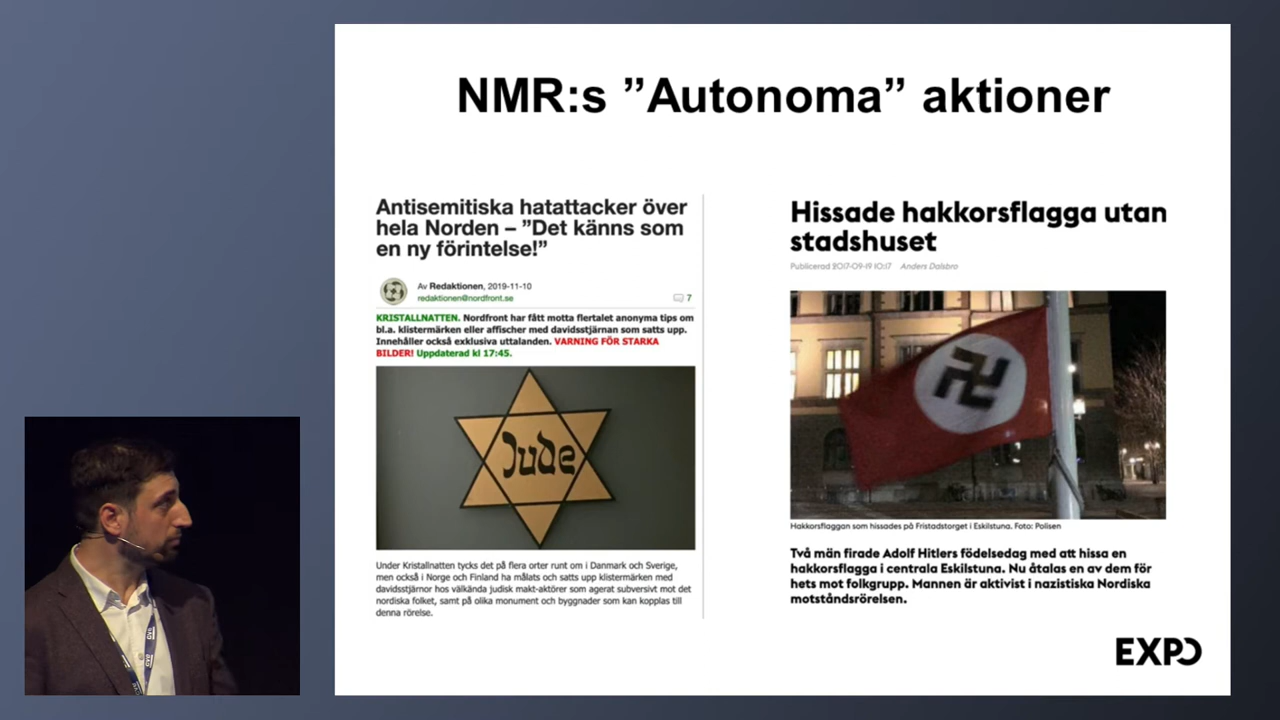 NMR:s ”Autonoma” aktioner
Antisemitiska hatattacker över
hela Norden – ”Det känns som
en ny förintelse!”
Av Redaktionen, 2019-11-10
redaktionen@nordfront.se
7
KRISTALLNATTEN. Nordfront har fått motta flertalet anonyma tips om
bl.a. klistermärken eller affischer med davidsstjärnan som satts upp.
Innehåller också exklusiva uttalanden. VARNING FÖR STARKA
BILDER! Uppdaterad kl 17:45.
Jude
Under Kristallnatten tycks det på flera orter runt om i Danmark och Sverige,
men också i Norge och Finland ha målats och satts upp klistermärken med
davidsstjärnor hos välkända judisk makt-aktörer som agerat subversivt mot det
nordiska folket, samt på olika monument och byggnader som kan kopplas till
denna rörelse.
Hissade hakkorsflagga utan
stadshuset
Publicerad 2017-09-19 10:17 Anders Dalsbro
Hakkorsflaggan som hissades på Fristadstorget i Eskilstuna. Foto: Polisen
Två män firade Adolf Hitlers födelsedag med att hissa en
hakkorsflagga i centrala Eskilstuna. Nu åtalas en av dem för
hets mot folkgrupp. Mannen är aktivist i nazistiska Nordiska
motståndsrörelsen.
EXPO